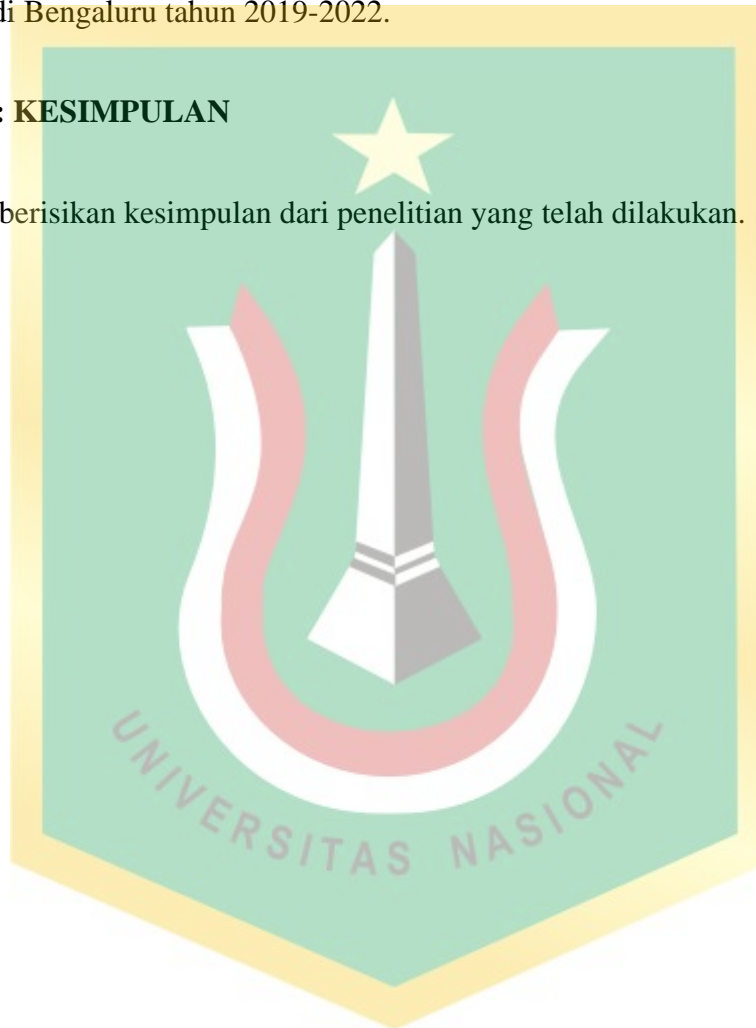 di Bengaluru tahun 2019-2022.
: KESIMPULAN
berisikan kesimpulan dari penelitian yang telah dilakukan.
UNIVERSITAS NASIONAL